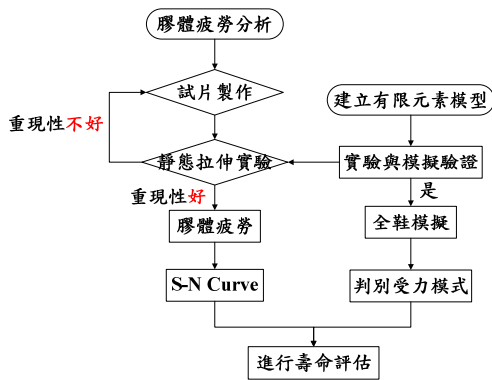 膠體疲勞分析
試片製作
建立有限元素模型
重現性不好
靜態拉伸實驗
實驗與模擬驗證
重現性好
是
膠體疲勞
全鞋模擬
S-N Curve
判別受力模式
進行壽命評估